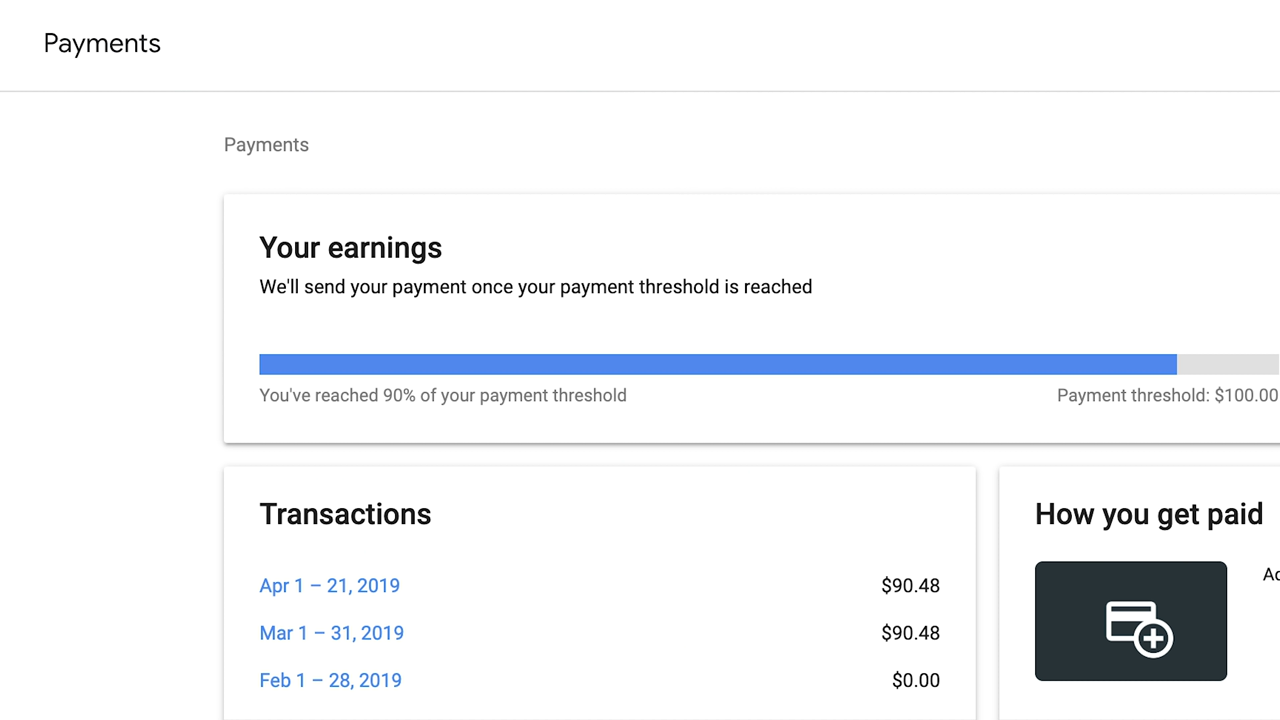 Payments
Payments
Your earnings
We'll send your payment once your payment threshold is reached
You've reached 90% of your payment threshold
Payment threshold: $100.00
Transactions
How you get paid
Apr 1 – 21, 2019 $90.48
Mar 1 – 31, 2019 $90.48
Feb 1 – 28, 2019 $0.00